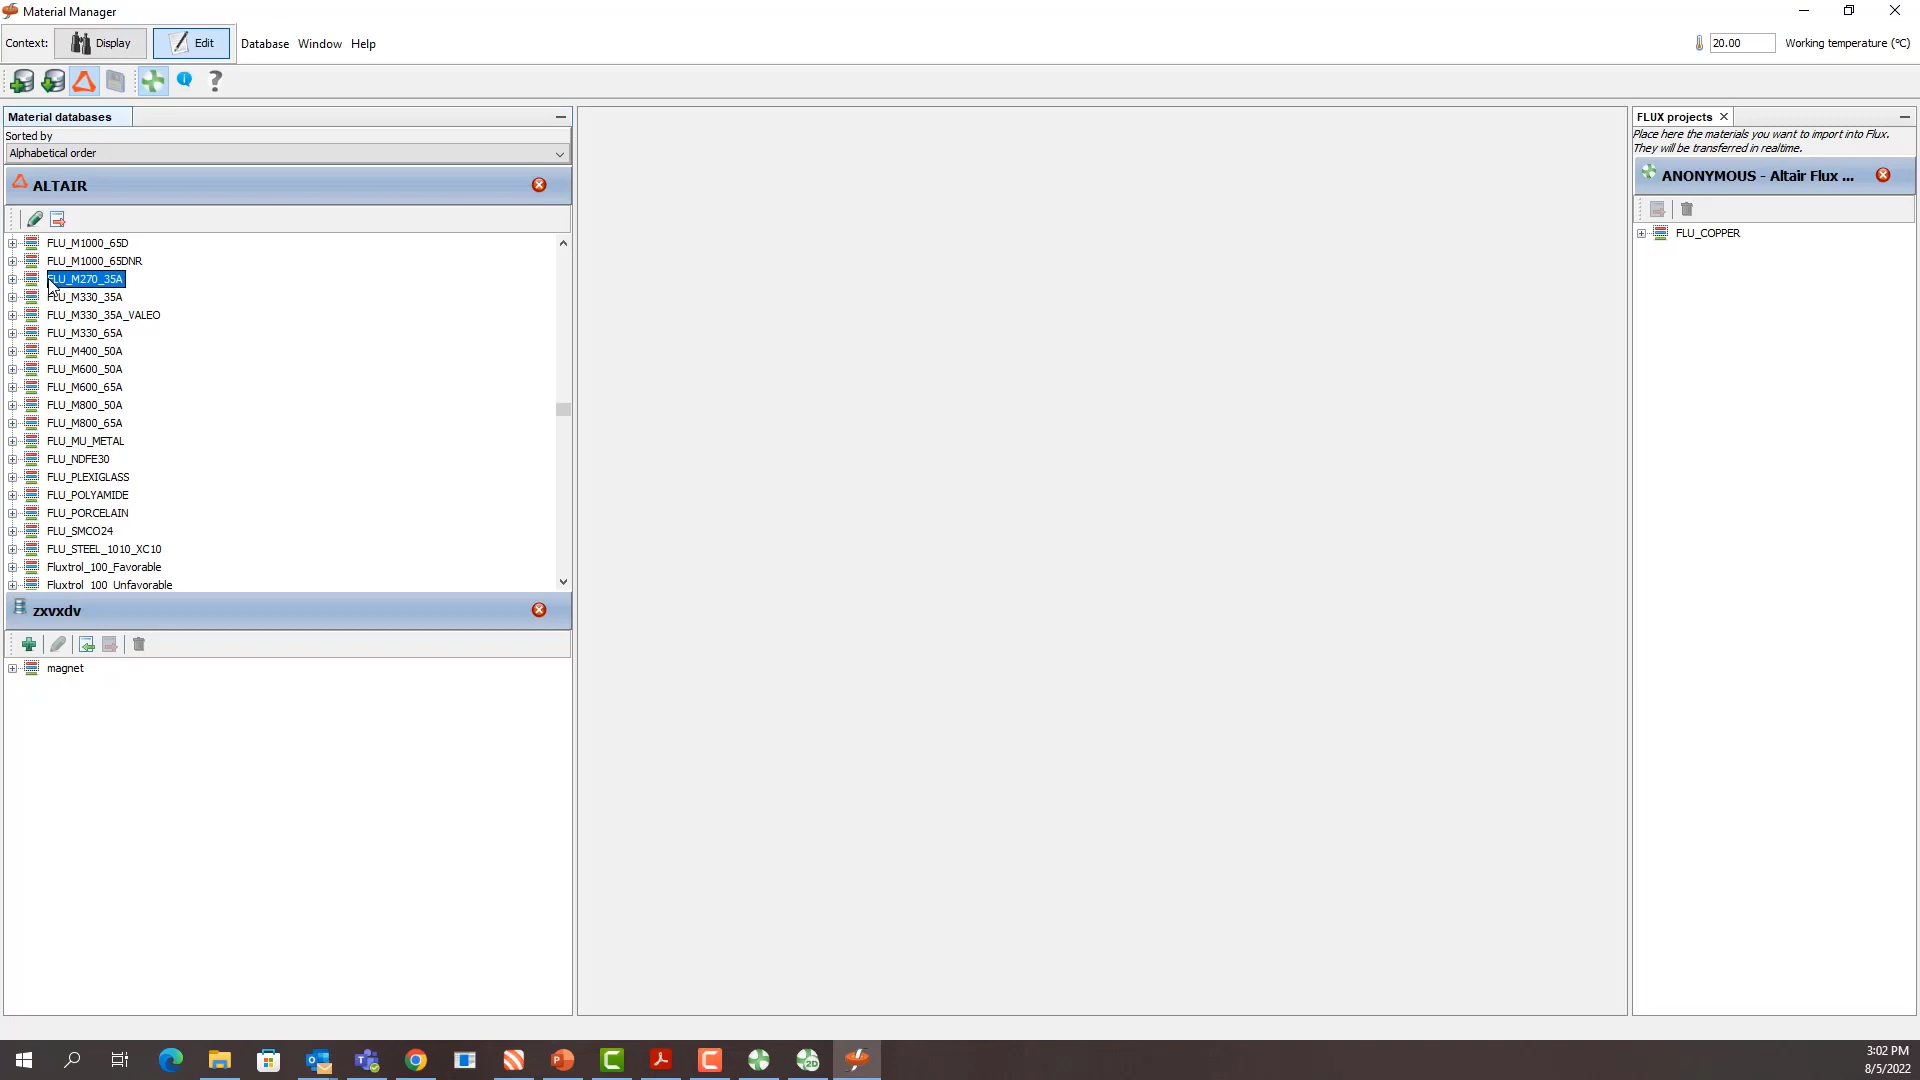 Material Manager
Context: Display Edit Database Window Help 20.00 Working temperature (°C)
Material databases
Sorted by
Alphabetical order
ALTAIR
FLU_M1000_65D
FLU_M1000_65DNR
FLU_M270_35A
FLU_M330_35A
FLU_M330_35A_VALEO
FLU_M330_65A
FLU_M400_50A
FLU_M600_50A
FLU_M600_65A
FLU_M800_50A
FLU_M800_65A
FLU_MU_METAL
FLU_NDFE30
FLU_PLEXIGLASS
FLU_POLYAMIDE
FLU_PORCELAIN
FLU_SMCO24
FLU_STEEL_1010_XC10
Fluxtrol_100_Favorable
Fluxtrol_100_Unfavorable
zxvxdv
magnet
FLUX projects
Place here the materials you want to import into Flux.
They will be transferred in realtime.
ANONYMOUS - Altair Flux ...
FLU_COPPER
3:02 PM
8/5/2022